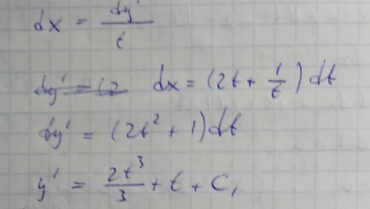 dx = dy' / t
dx = (2t + 1/t) dt
dy' = (2t² + 1) dt
y' = 2t³/3 + t + C₁